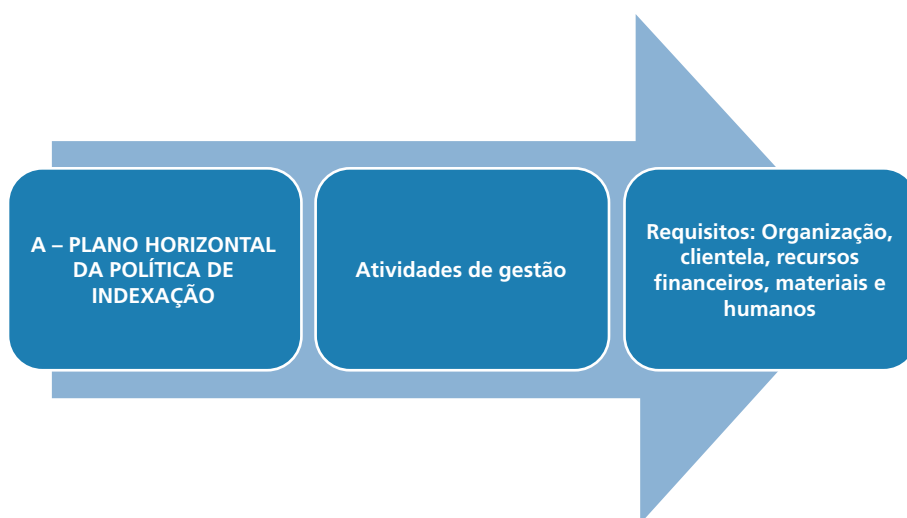 A – PLANO HORIZONTAL
DA POLÍTICA DE
INDEXAÇÃO
Atividades de gestão
Requisitos: Organização,
clientela, recursos
financeiros, materiais e
humanos